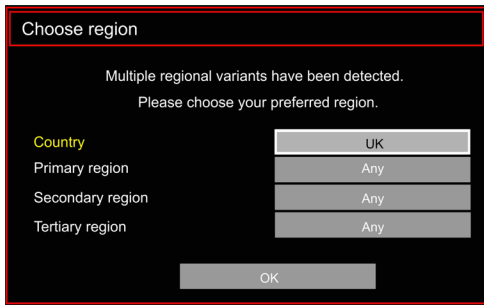 Choose region
Multiple regional variants have been detected.
Please choose your preferred region.
Country UK
Primary region Any
Secondary region Any
Tertiary region Any
OK